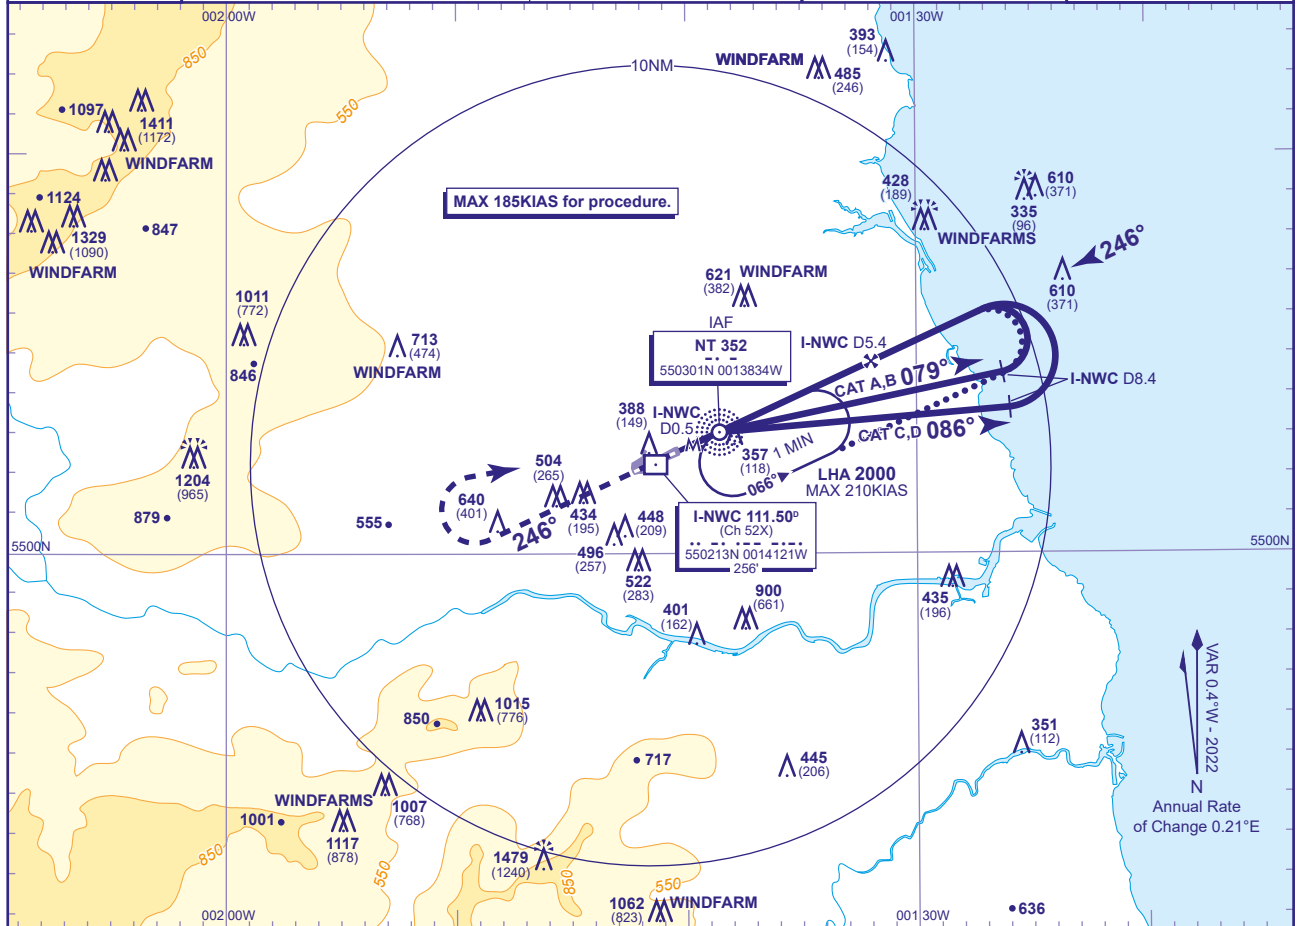 002°00'W
001°30'W
393
(154)
WINDFARM
485
(246)
10NM
850
550
1097
1411
(1172)
WINDFARM
1124
847
1329
(1090)
WINDFARM
MAX 185KIAS for procedure.
428
(189)
WINDFARMS
610
(371)
335
(96)
246°
610
(371)
621
(382)
WINDFARM
1011
(772)
846
713
(474)
WINDFARM
IAF
NT 352
550301N 0013834W
I-NWC D5.4
CAT A,B 079°
I-NWC D8.4
CAT C,D 086°
388
(149)
I-NWC
D0.5
M
357
(118)
1 MIN
066°
LHA 2000
MAX 210KIAS
1204
(965)
879
555
504
(265)
640
(401)
246°
434
(195)
448
(209)
496
(257)
522
(283)
I-NWC 111.50ᴰ
(Ch 52X)
550213N 0014121W
256'
5500N
5500N
435
(196)
900
(661)
401
(162)
VAR 0.4°W - 2022
N
Annual Rate
of Change 0.21°E
1015
(776)
850
717
445
(206)
351
(112)
WINDFARMS
1007
(768)
1001
1117
(878)
850
550
1479
(1240)
850
550
1062
(823)
WINDFARM
636
002°00'W
001°30'W